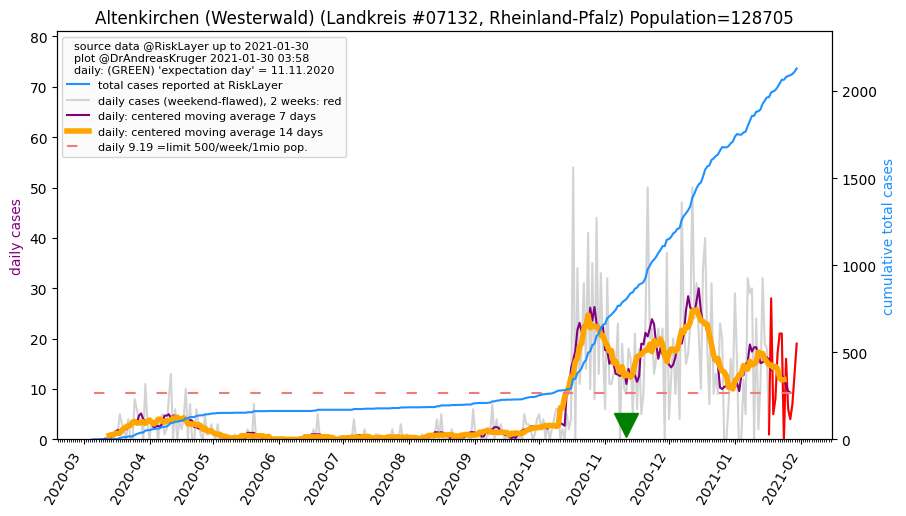 Altenkirchen (Westerwald) (Landkreis #07132, Rheinland-Pfalz) Population=128705
source data @RiskLayer up to 2021-01-30
plot @DrAndreasKruger 2021-01-30 03:58
daily: (GREEN) 'expectation day' = 11.11.2020
total cases reported at RiskLayer
daily cases (weekend-flawed), 2 weeks: red
daily: centered moving average 7 days
daily: centered moving average 14 days
daily 9.19 =limit 500/week/1mio pop.
daily cases
80
70
60
50
40
30
20
10
0
cumulative total cases
2000
1500
1000
500
0
2020-03
2020-04
2020-05
2020-06
2020-07
2020-08
2020-09
2020-10
2020-11
2020-12
2021-01
2021-02